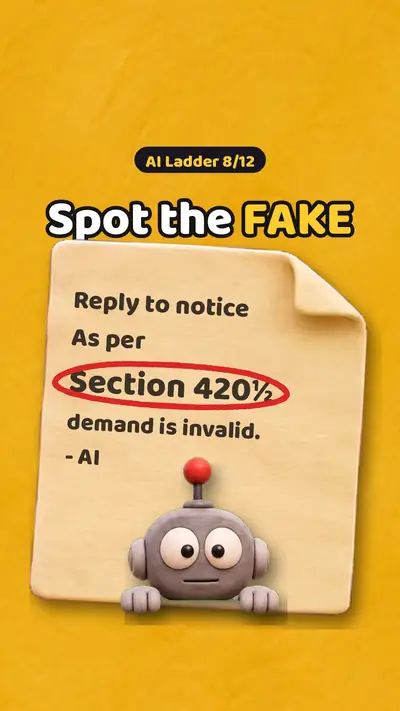 AI Ladder 8/12
Spot the FAKE
Reply to notice
As per
Section 420½
demand is invalid.
- AI